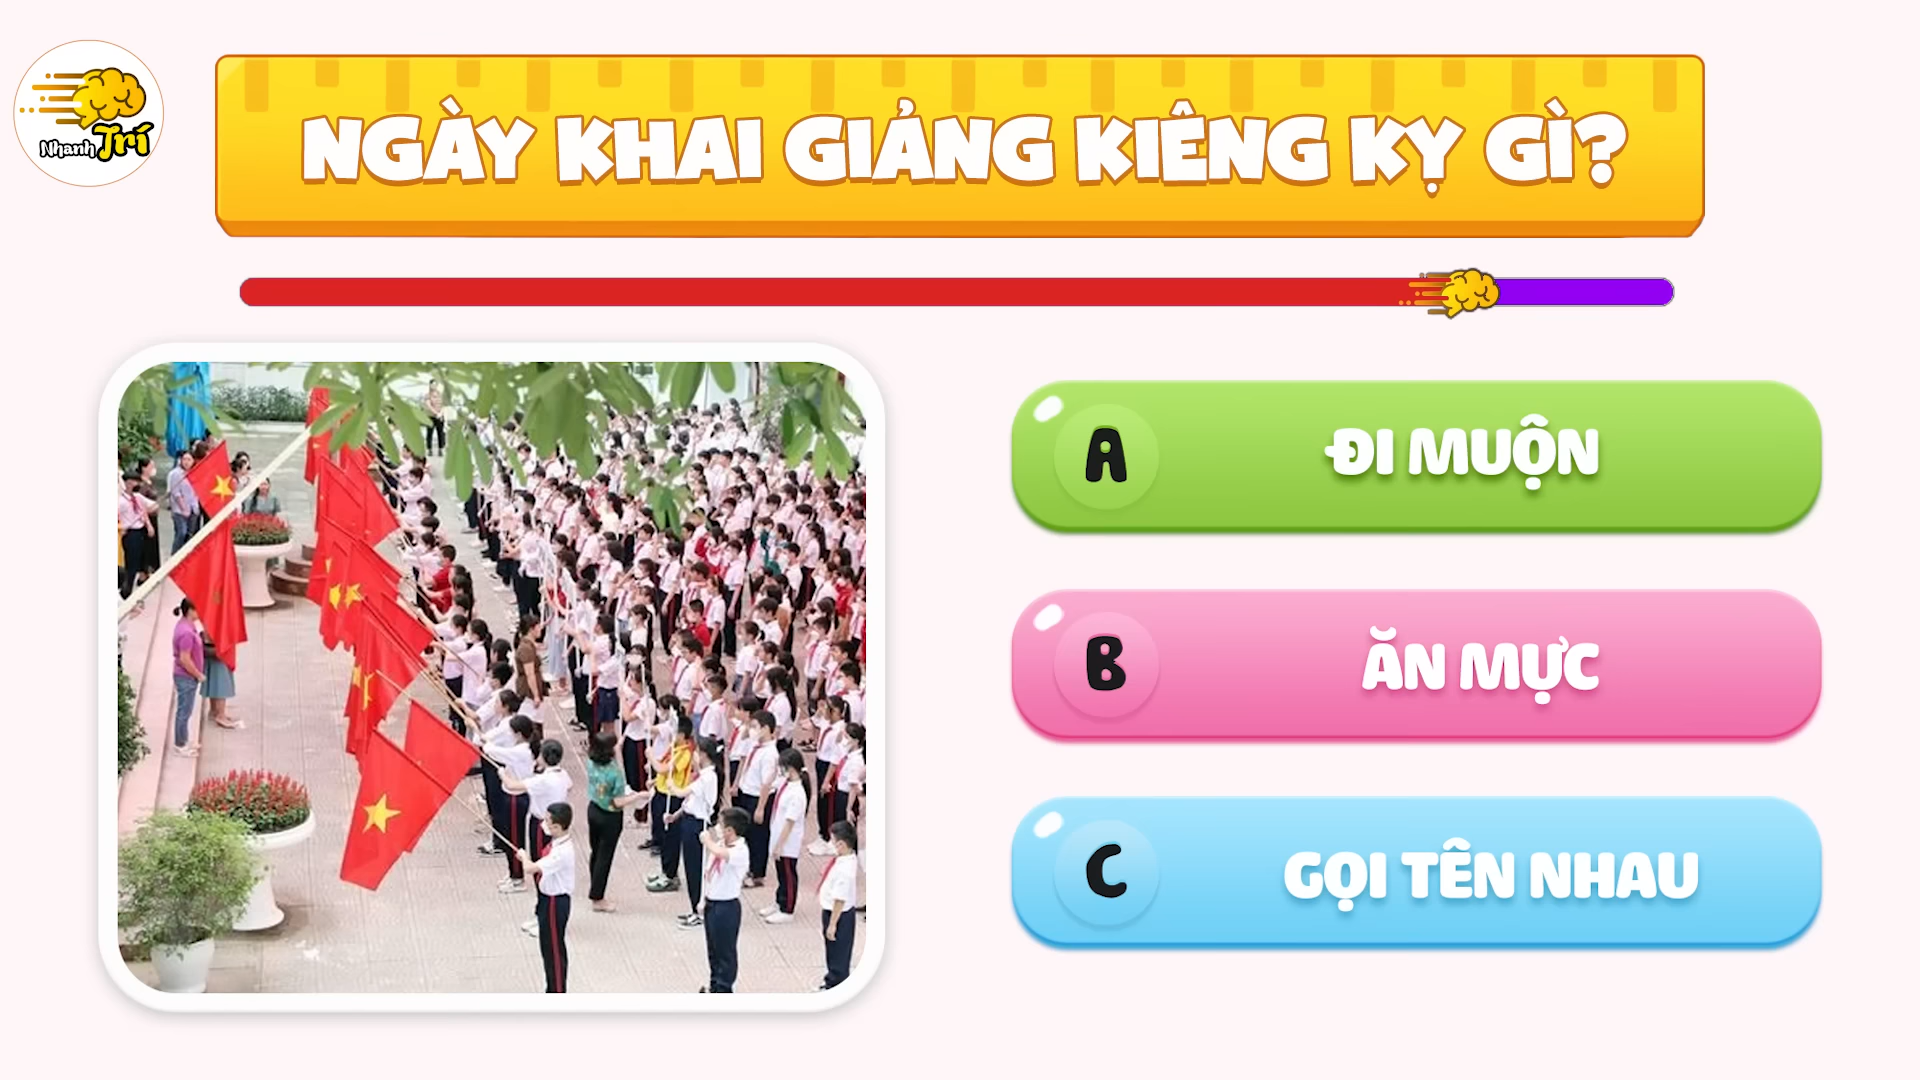 Nhanh Trí
NGÀY KHAI GIẢNG KIÊNG KỴ GÌ?
A ĐI MUỘN
B ĂN MỰC
C GỌI TÊN NHAU